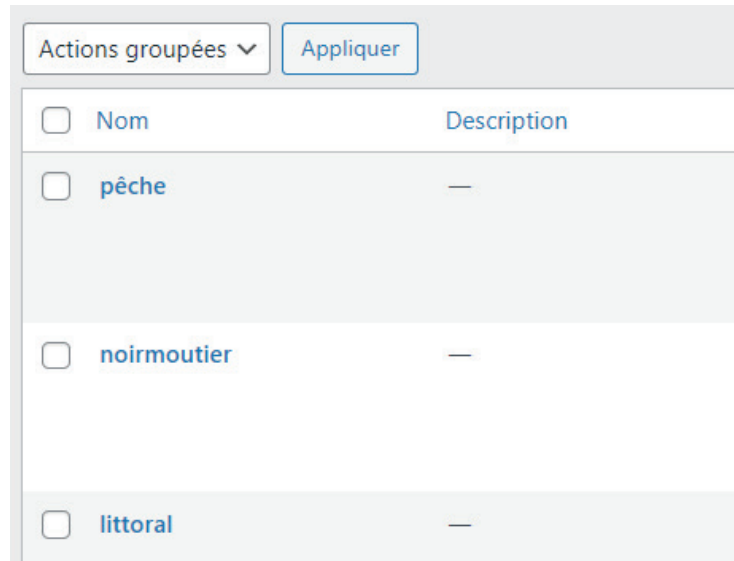 Actions groupées Appliquer
Nom Description
pêche —
noirmoutier —
littoral —